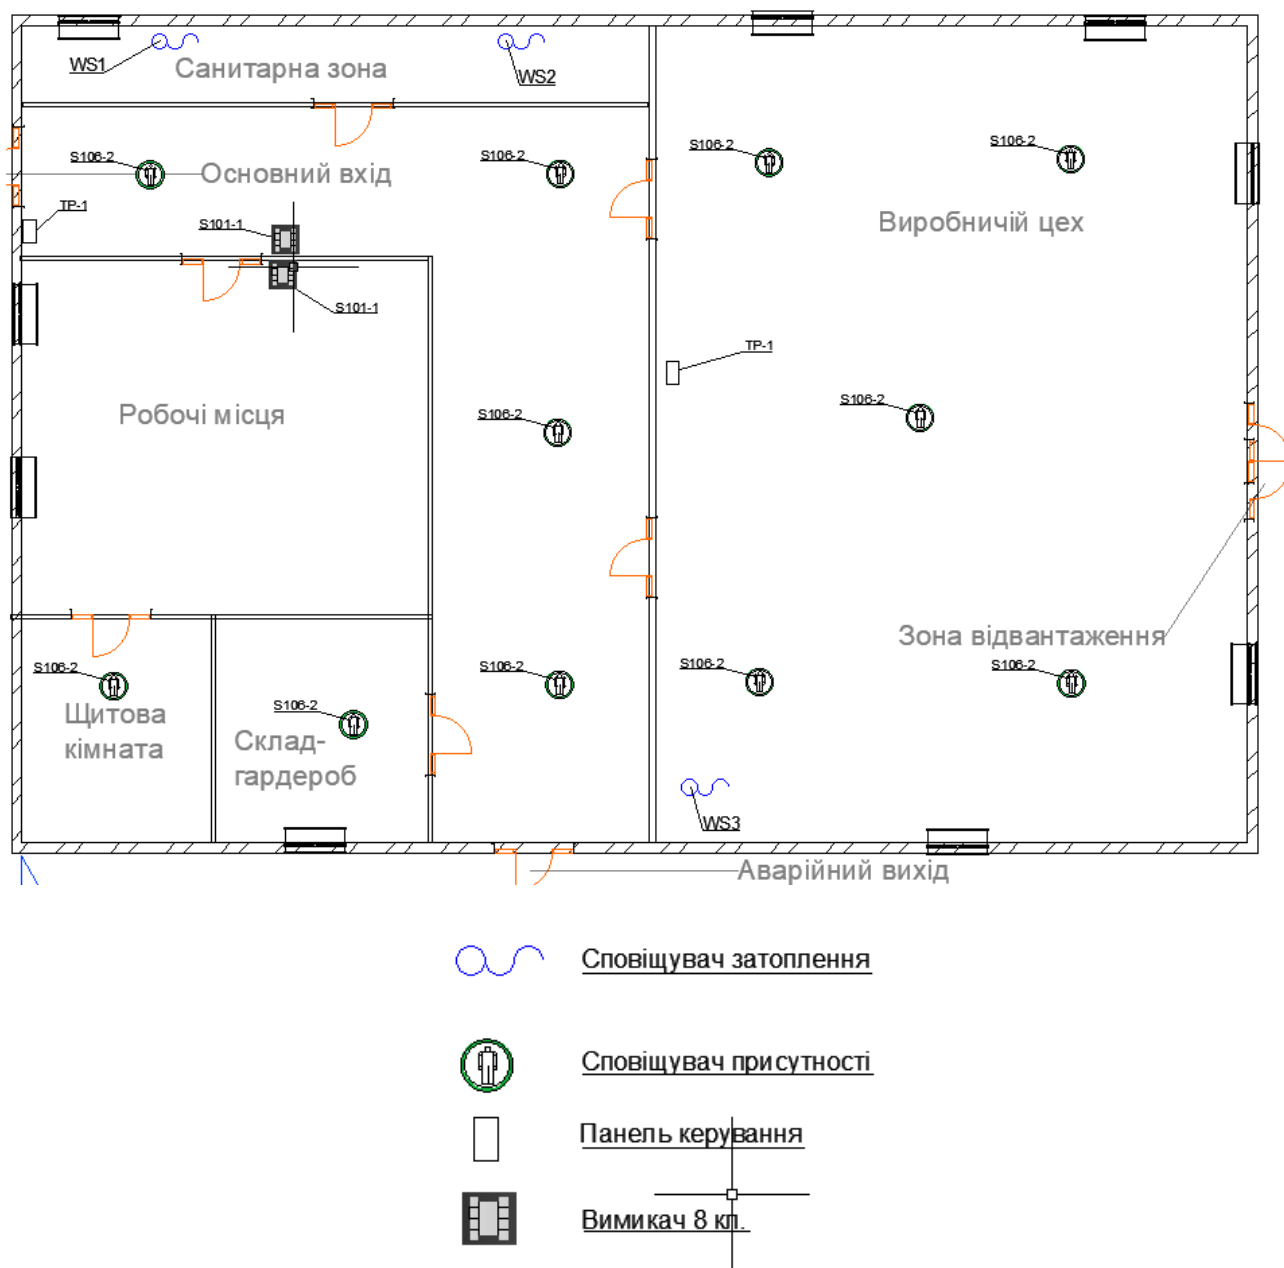 WS1
Санитарна зона
WS2
S106-2
Основний вхід
S106-2
S106-2
S106-2
TP-1
S101-1
Виробничій цех
S101-1
TP-1
Робочі місця
S106-2
S106-2
Зона відвантаження
S106-2
S106-2
S106-2
S106-2
S106-2
Щитова
кімната
Склад-
гардероб
WS3
Аварійний вихід
Сповіщувач затоплення
Сповіщувач присутності
Панель керування
Вимикач 8 кл.